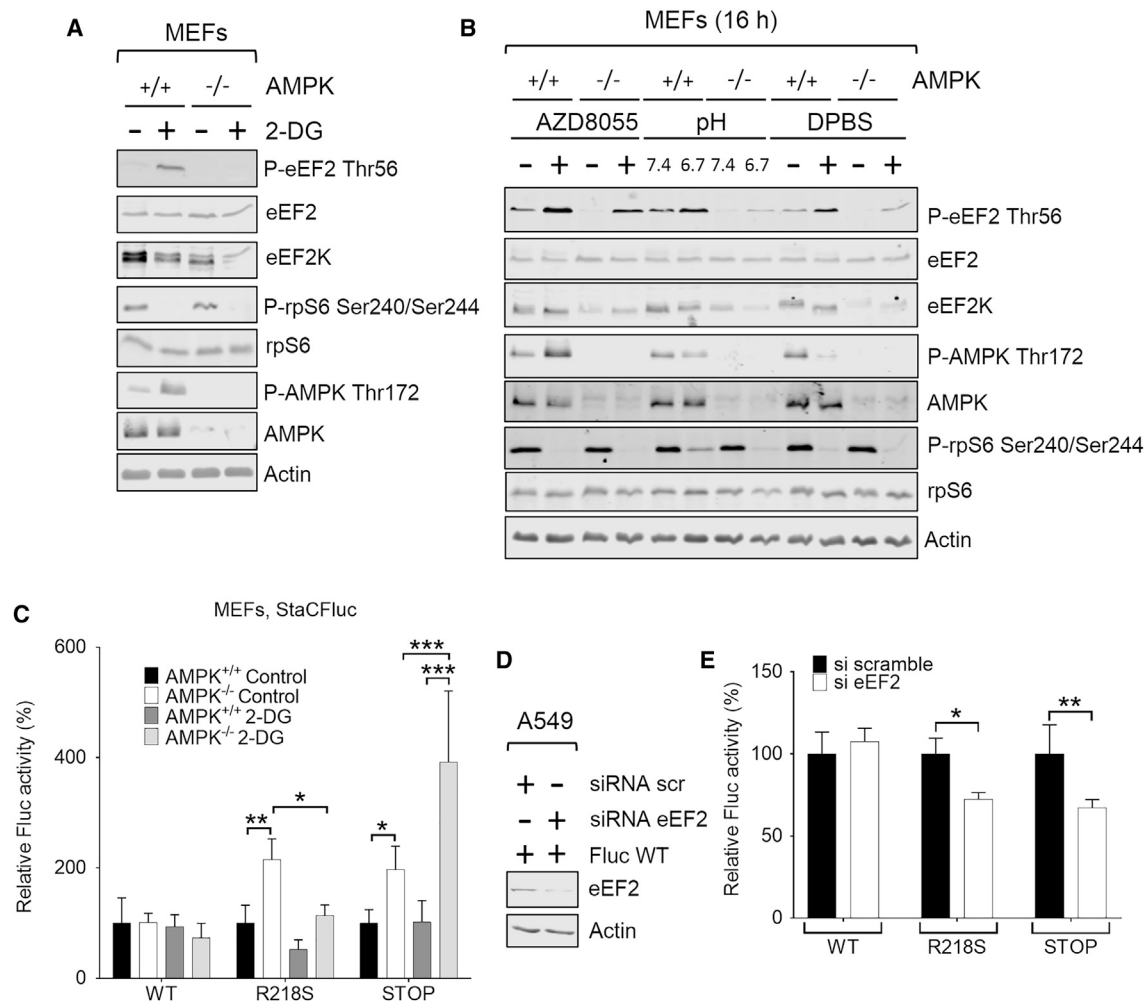 A
MEFs
+/+ -/- AMPK
- + - + 2-DG
P-eEF2 Thr56
eEF2
eEF2K
P-rpS6 Ser240/Ser244
rpS6
P-AMPK Thr172
AMPK
Actin
B
MEFs (16 h)
+/+ -/- +/+ -/- +/+ -/- AMPK
AZD8055 pH DPBS
- + - + 7.4 6.7 7.4 6.7 - + - +
P-eEF2 Thr56
eEF2
eEF2K
P-AMPK Thr172
AMPK
P-rpS6 Ser240/Ser244
rpS6
Actin
C
MEFs, StaCFluc
Relative Fluc activity (%)
600
400
200
0
AMPK+/+ Control
AMPK-/- Control
AMPK+/+ 2-DG
AMPK-/- 2-DG
***
***
** * *
WT R218S STOP
D
A549
+ - siRNA scr
- + siRNA eEF2
+ + Fluc WT
eEF2
Actin
E
Relative Fluc activity (%)
150
100
50
0
si scramble
si eEF2
* **
WT R218S STOP